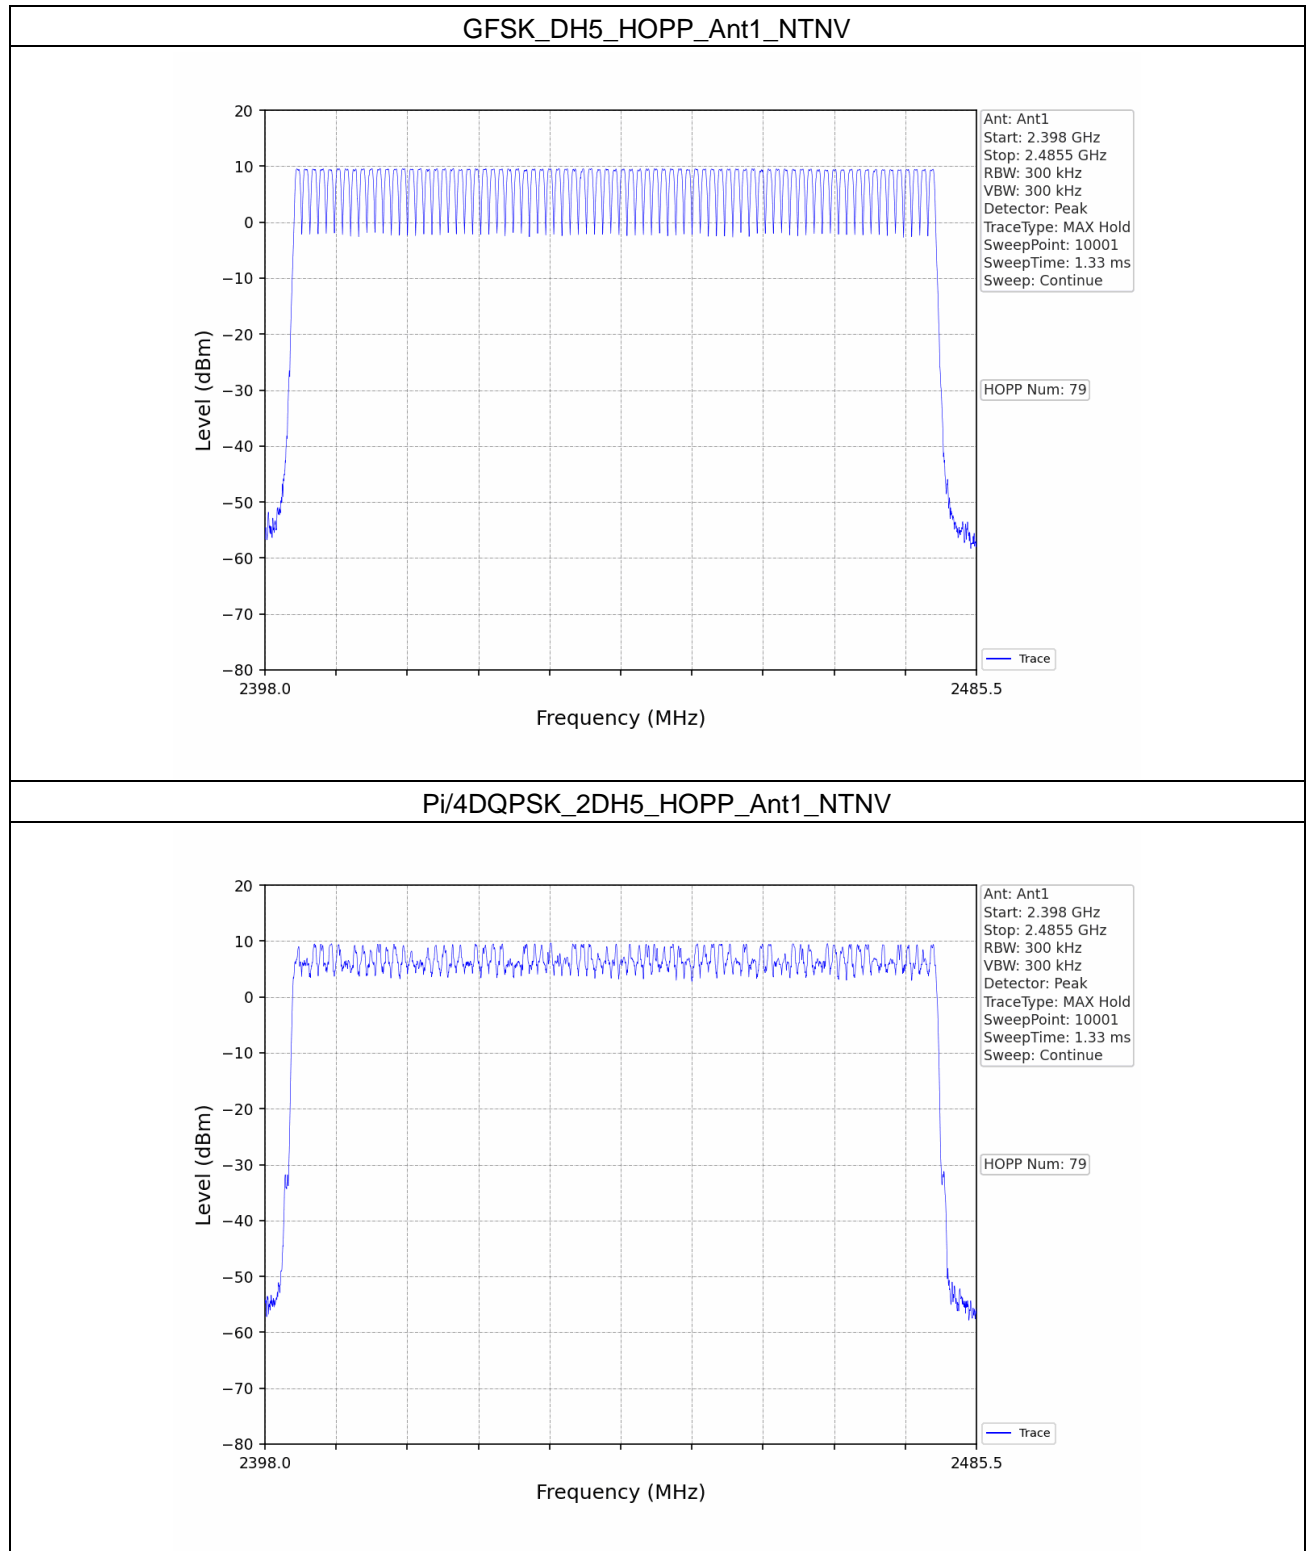 GFSK_DH5_HOPP_Ant1_NTNV
20
10
0
−10
−20
−30
−40
−50
−60
−70
−80
Level (dBm)
2398.0
2485.5
Frequency (MHz)
Ant: Ant1
Start: 2.398 GHz
Stop: 2.4855 GHz
RBW: 300 kHz
VBW: 300 kHz
Detector: Peak
TraceType: MAX Hold
SweepPoint: 10001
SweepTime: 1.33 ms
Sweep: Continue
HOPP Num: 79
Trace
Pi/4DQPSK_2DH5_HOPP_Ant1_NTNV
20
10
0
−10
−20
−30
−40
−50
−60
−70
−80
Level (dBm)
2398.0
2485.5
Frequency (MHz)
Ant: Ant1
Start: 2.398 GHz
Stop: 2.4855 GHz
RBW: 300 kHz
VBW: 300 kHz
Detector: Peak
TraceType: MAX Hold
SweepPoint: 10001
SweepTime: 1.33 ms
Sweep: Continue
HOPP Num: 79
Trace